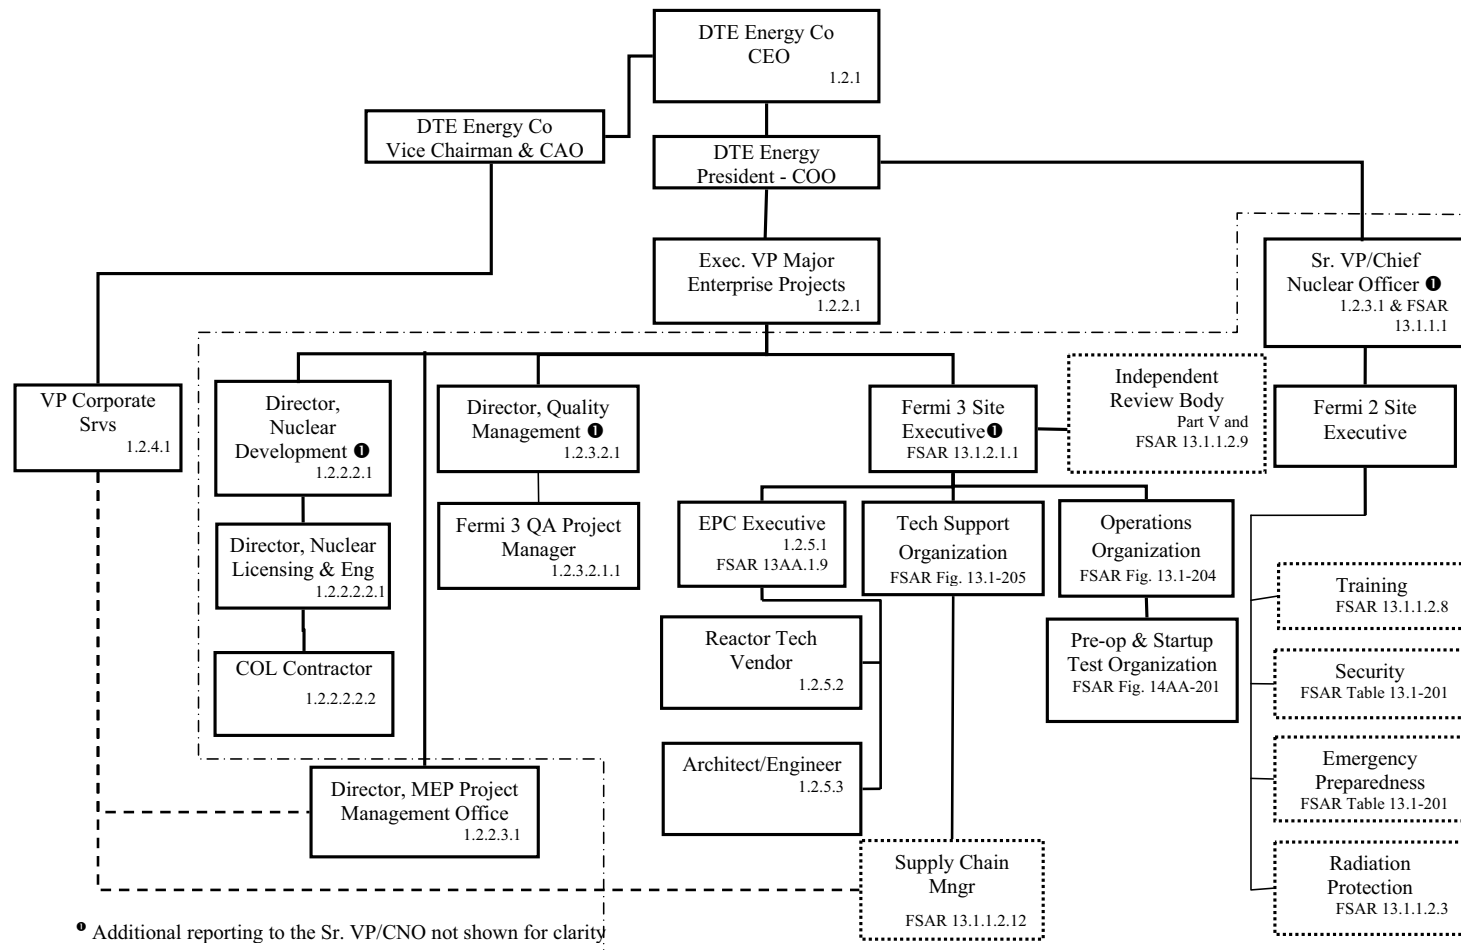 DTE Energy Co
CEO
1.2.1
DTE Energy Co
Vice Chairman & CAO
DTE Energy
President - COO
Exec. VP Major
Enterprise Projects
1.2.2.1
Sr. VP/Chief
Nuclear Officer ❶
1.2.3.1 & FSAR
13.1.1.1
VP Corporate
Srvs
1.2.4.1
Director,
Nuclear
Development ❶
1.2.2.2.1
Director, Quality
Management ❶
1.2.3.2.1
Fermi 3 Site
Executive❶
FSAR 13.1.2.1.1
Independent
Review Body
Part V and
FSAR 13.1.1.2.9
Fermi 2 Site
Executive
Director, Nuclear
Licensing & Eng
1.2.2.2.2.1
Fermi 3 QA Project
Manager
1.2.3.2.1.1
EPC Executive
1.2.5.1
FSAR 13AA.1.9
Tech Support
Organization
FSAR Fig. 13.1-205
Operations
Organization
FSAR Fig. 13.1-204
Training
FSAR 13.1.1.2.8
COL Contractor
1.2.2.2.2.2
Reactor Tech
Vendor
1.2.5.2
Pre-op & Startup
Test Organization
FSAR Fig. 14AA-201
Security
FSAR Table 13.1-201
Director, MEP Project
Management Office
1.2.2.3.1
Architect/Engineer
1.2.5.3
Emergency
Preparedness
FSAR Table 13.1-201
Supply Chain
Mngr
FSAR 13.1.1.2.12
Radiation
Protection
FSAR 13.1.1.2.3
❶ Additional reporting to the Sr. VP/CNO not shown for clarity